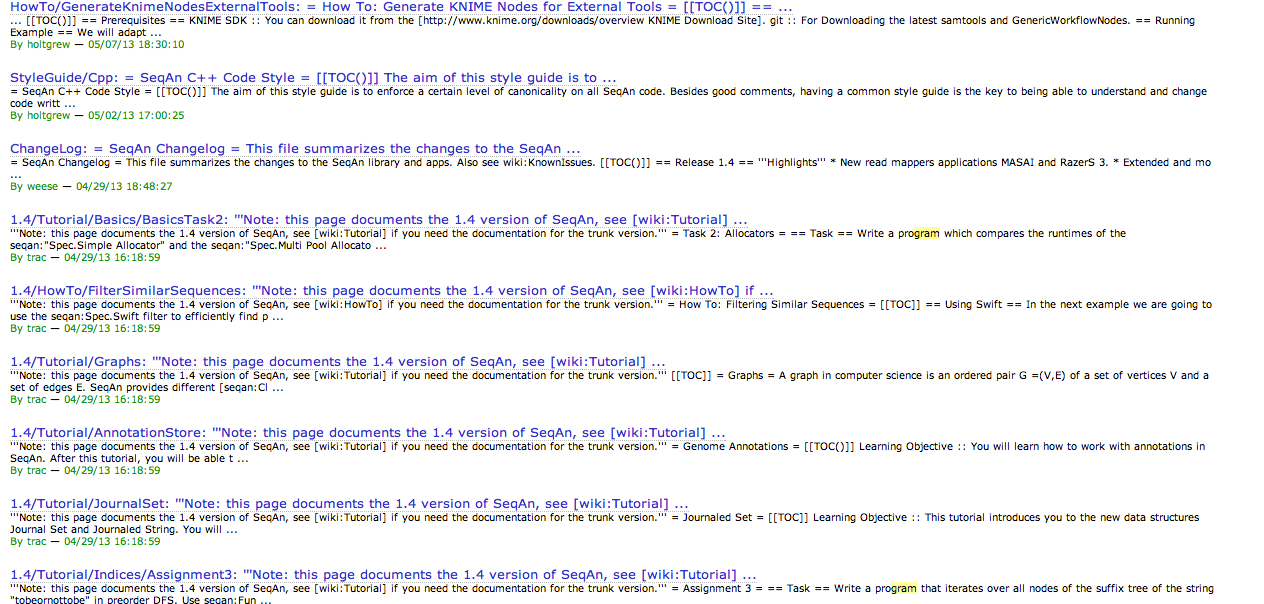 HowTo/GenerateKnimeNodesExternalTools: = How To: Generate KNIME Nodes for External Tools = [[TOC()]] == ...
... [[TOC()]] == Prerequisites == KNIME SDK :: You can download it from the [http://www.knime.org/downloads/overview KNIME Download Site]. git :: For Downloading the latest samtools and GenericWorkflowNodes. == Running
Example == We will adapt ...
By holtgrew — 05/07/13 18:30:10
StyleGuide/Cpp: = SeqAn C++ Code Style = [[TOC()]] The aim of this style guide is to ...
= SeqAn C++ Code Style = [[TOC()]] The aim of this style guide is to enforce a certain level of canonicality on all SeqAn code. Besides good comments, having a common style guide is the key to being able to understand and change
code writt ...
By holtgrew — 05/02/13 17:00:25
ChangeLog: = SeqAn Changelog = This file summarizes the changes to the SeqAn ...
= SeqAn Changelog = This file summarizes the changes to the SeqAn library and apps. Also see wiki:KnownIssues. [[TOC()]] == Release 1.4 == '''Highlights''' * New read mappers applications MASAI and RazerS 3. * Extended and mo
...
By weese — 04/29/13 18:48:27
1.4/Tutorial/Basics/BasicsTask2: '''Note: this page documents the 1.4 version of SeqAn, see [wiki:Tutorial] ...
'''Note: this page documents the 1.4 version of SeqAn, see [wiki:Tutorial] if you need the documentation for the trunk version.''' = Task 2: Allocators = == Task == Write a program which compares the runtimes of the
seqan:"Spec.Simple Allocator" and the seqan:"Spec.Multi Pool Allocato ...
By trac — 04/29/13 16:18:59
1.4/HowTo/FilterSimilarSequences: '''Note: this page documents the 1.4 version of SeqAn, see [wiki:HowTo] if ...
'''Note: this page documents the 1.4 version of SeqAn, see [wiki:HowTo] if you need the documentation for the trunk version.''' = How To: Filtering Similar Sequences = [[TOC]] == Using Swift == In the next example we are going to
use the seqan:Spec.Swift filter to efficiently find p ...
By trac — 04/29/13 16:18:59
1.4/Tutorial/Graphs: '''Note: this page documents the 1.4 version of SeqAn, see [wiki:Tutorial] ...
'''Note: this page documents the 1.4 version of SeqAn, see [wiki:Tutorial] if you need the documentation for the trunk version.''' [[TOC]] = Graphs = A graph in computer science is an ordered pair G =(V,E) of a set of vertices V and a
set of edges E. SeqAn provides different [seqan:Cl ...
By trac — 04/29/13 16:18:59
1.4/Tutorial/AnnotationStore: '''Note: this page documents the 1.4 version of SeqAn, see [wiki:Tutorial] ...
'''Note: this page documents the 1.4 version of SeqAn, see [wiki:Tutorial] if you need the documentation for the trunk version.''' = Genome Annotations = [[TOC()]] Learning Objective :: You will learn how to work with annotations in
SeqAn. After this tutorial, you will be able t ...
By trac — 04/29/13 16:18:59
1.4/Tutorial/JournalSet: '''Note: this page documents the 1.4 version of SeqAn, see [wiki:Tutorial] ...
'''Note: this page documents the 1.4 version of SeqAn, see [wiki:Tutorial] if you need the documentation for the trunk version.''' = Journaled Set = [[TOC]] Learning Objective :: This tutorial introduces you to the new data structures
Journal Set and Journaled String. You will ...
By trac — 04/29/13 16:18:59
1.4/Tutorial/Indices/Assignment3: '''Note: this page documents the 1.4 version of SeqAn, see [wiki:Tutorial] ...
'''Note: this page documents the 1.4 version of SeqAn, see [wiki:Tutorial] if you need the documentation for the trunk version.''' = Assignment 3 = == Task == Write a program that iterates over all nodes of the suffix tree of the string
"tobeornottobe" in preorder DFS. Use seqan:Fun ...